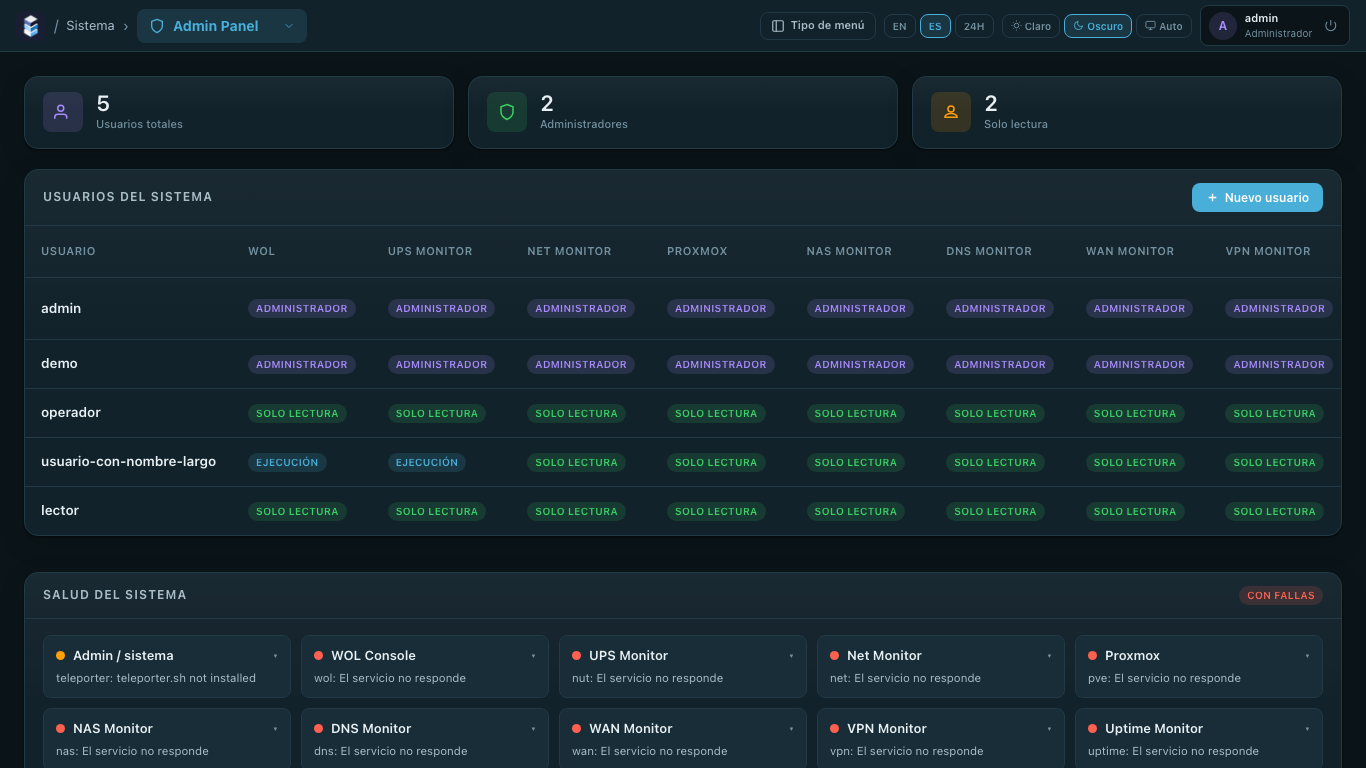 / Sistema › Admin Panel
Tipo de menú EN ES 24H Claro Oscuro Auto A admin Administrador
5
Usuarios totales
2
Administradores
2
Solo lectura
USUARIOS DEL SISTEMA
+ Nuevo usuario
USUARIO WOL UPS MONITOR NET MONITOR PROXMOX NAS MONITOR DNS MONITOR WAN MONITOR VPN MONITOR
admin ADMINISTRADOR ADMINISTRADOR ADMINISTRADOR ADMINISTRADOR ADMINISTRADOR ADMINISTRADOR ADMINISTRADOR ADMINISTRADOR
demo ADMINISTRADOR ADMINISTRADOR ADMINISTRADOR ADMINISTRADOR ADMINISTRADOR ADMINISTRADOR ADMINISTRADOR ADMINISTRADOR
operador SOLO LECTURA SOLO LECTURA SOLO LECTURA SOLO LECTURA SOLO LECTURA SOLO LECTURA SOLO LECTURA SOLO LECTURA
usuario-con-nombre-largo EJECUCIÓN EJECUCIÓN SOLO LECTURA SOLO LECTURA SOLO LECTURA SOLO LECTURA SOLO LECTURA SOLO LECTURA
lector SOLO LECTURA SOLO LECTURA SOLO LECTURA SOLO LECTURA SOLO LECTURA SOLO LECTURA SOLO LECTURA SOLO LECTURA
SALUD DEL SISTEMA
CON FALLAS
Admin / sistema
teleporter: teleporter.sh not installed
WOL Console
wol: El servicio no responde
UPS Monitor
nut: El servicio no responde
Net Monitor
net: El servicio no responde
Proxmox
pve: El servicio no responde
NAS Monitor
nas: El servicio no responde
DNS Monitor
dns: El servicio no responde
WAN Monitor
wan: El servicio no responde
VPN Monitor
vpn: El servicio no responde
Uptime Monitor
uptime: El servicio no responde